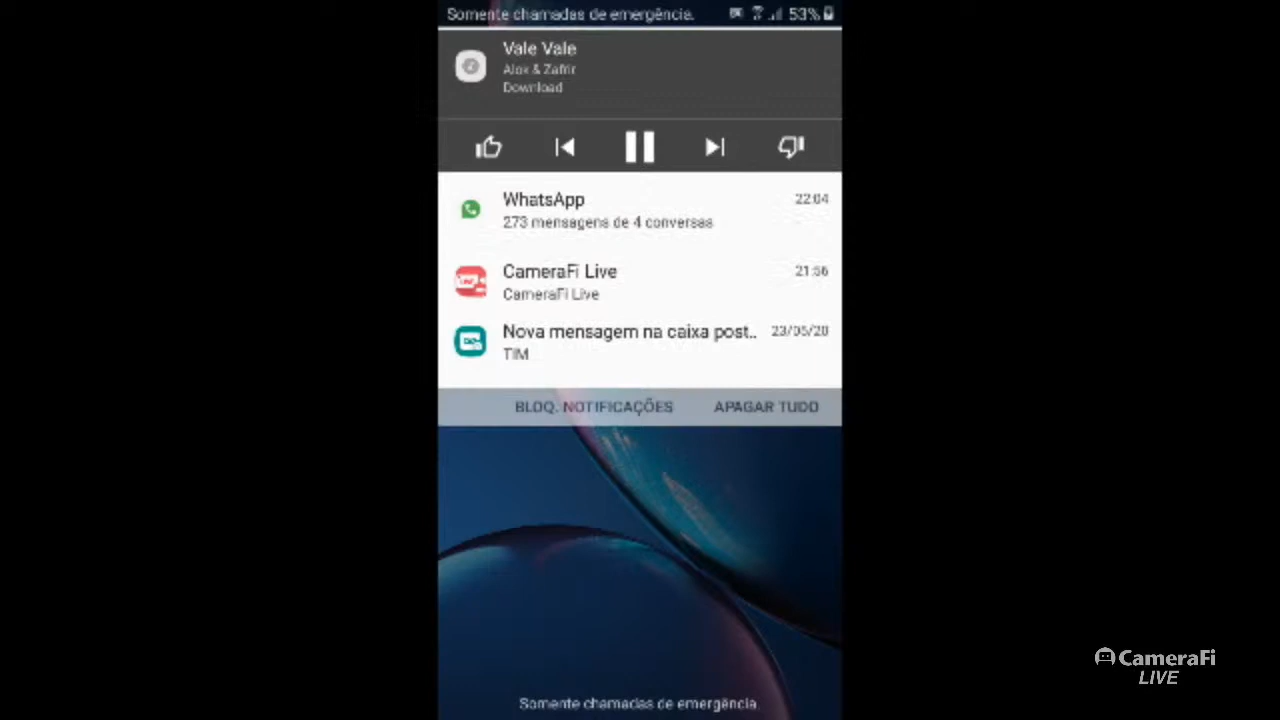 Somente chamadas de emergência. 53%
Vale Vale
Alok & Zafrir
Download
WhatsApp 22:04
273 mensagens de 4 conversas
CameraFi Live 21:56
CameraFi Live
Nova mensagem na caixa post.. 23/05/20
TIM
BLOQ. NOTIFICAÇÕES APAGAR TUDO
Somente chamadas de emergência.
CameraFi
LIVE